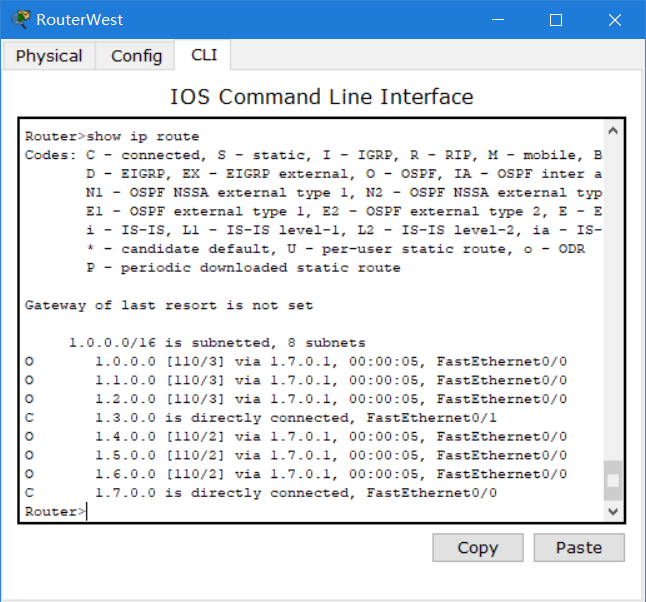 RouterWest
Physical Config CLI
IOS Command Line Interface
Router>show ip route
Codes: C - connected, S - static, I - IGRP, R - RIP, M - mobile, B
D - EIGRP, EX - EIGRP external, O - OSPF, IA - OSPF inter a
N1 - OSPF NSSA external type 1, N2 - OSPF NSSA external typ
E1 - OSPF external type 1, E2 - OSPF external type 2, E - E
i - IS-IS, L1 - IS-IS level-1, L2 - IS-IS level-2, ia - IS-
* - candidate default, U - per-user static route, o - ODR
P - periodic downloaded static route
Gateway of last resort is not set
1.0.0.0/16 is subnetted, 8 subnets
O 1.0.0.0 [110/3] via 1.7.0.1, 00:00:05, FastEthernet0/0
O 1.1.0.0 [110/3] via 1.7.0.1, 00:00:05, FastEthernet0/0
O 1.2.0.0 [110/3] via 1.7.0.1, 00:00:05, FastEthernet0/0
C 1.3.0.0 is directly connected, FastEthernet0/1
O 1.4.0.0 [110/2] via 1.7.0.1, 00:00:05, FastEthernet0/0
O 1.5.0.0 [110/2] via 1.7.0.1, 00:00:05, FastEthernet0/0
O 1.6.0.0 [110/2] via 1.7.0.1, 00:00:05, FastEthernet0/0
C 1.7.0.0 is directly connected, FastEthernet0/0
Router>
Copy Paste